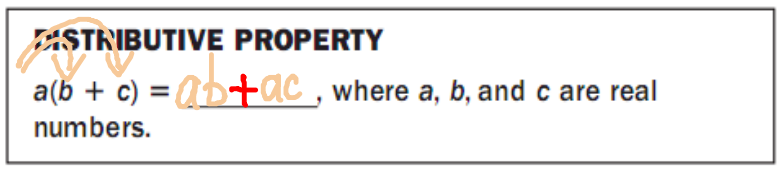 DISTRIBUTIVE PROPERTY
a(b + c) = ab+ac, where a, b, and c are real
numbers.